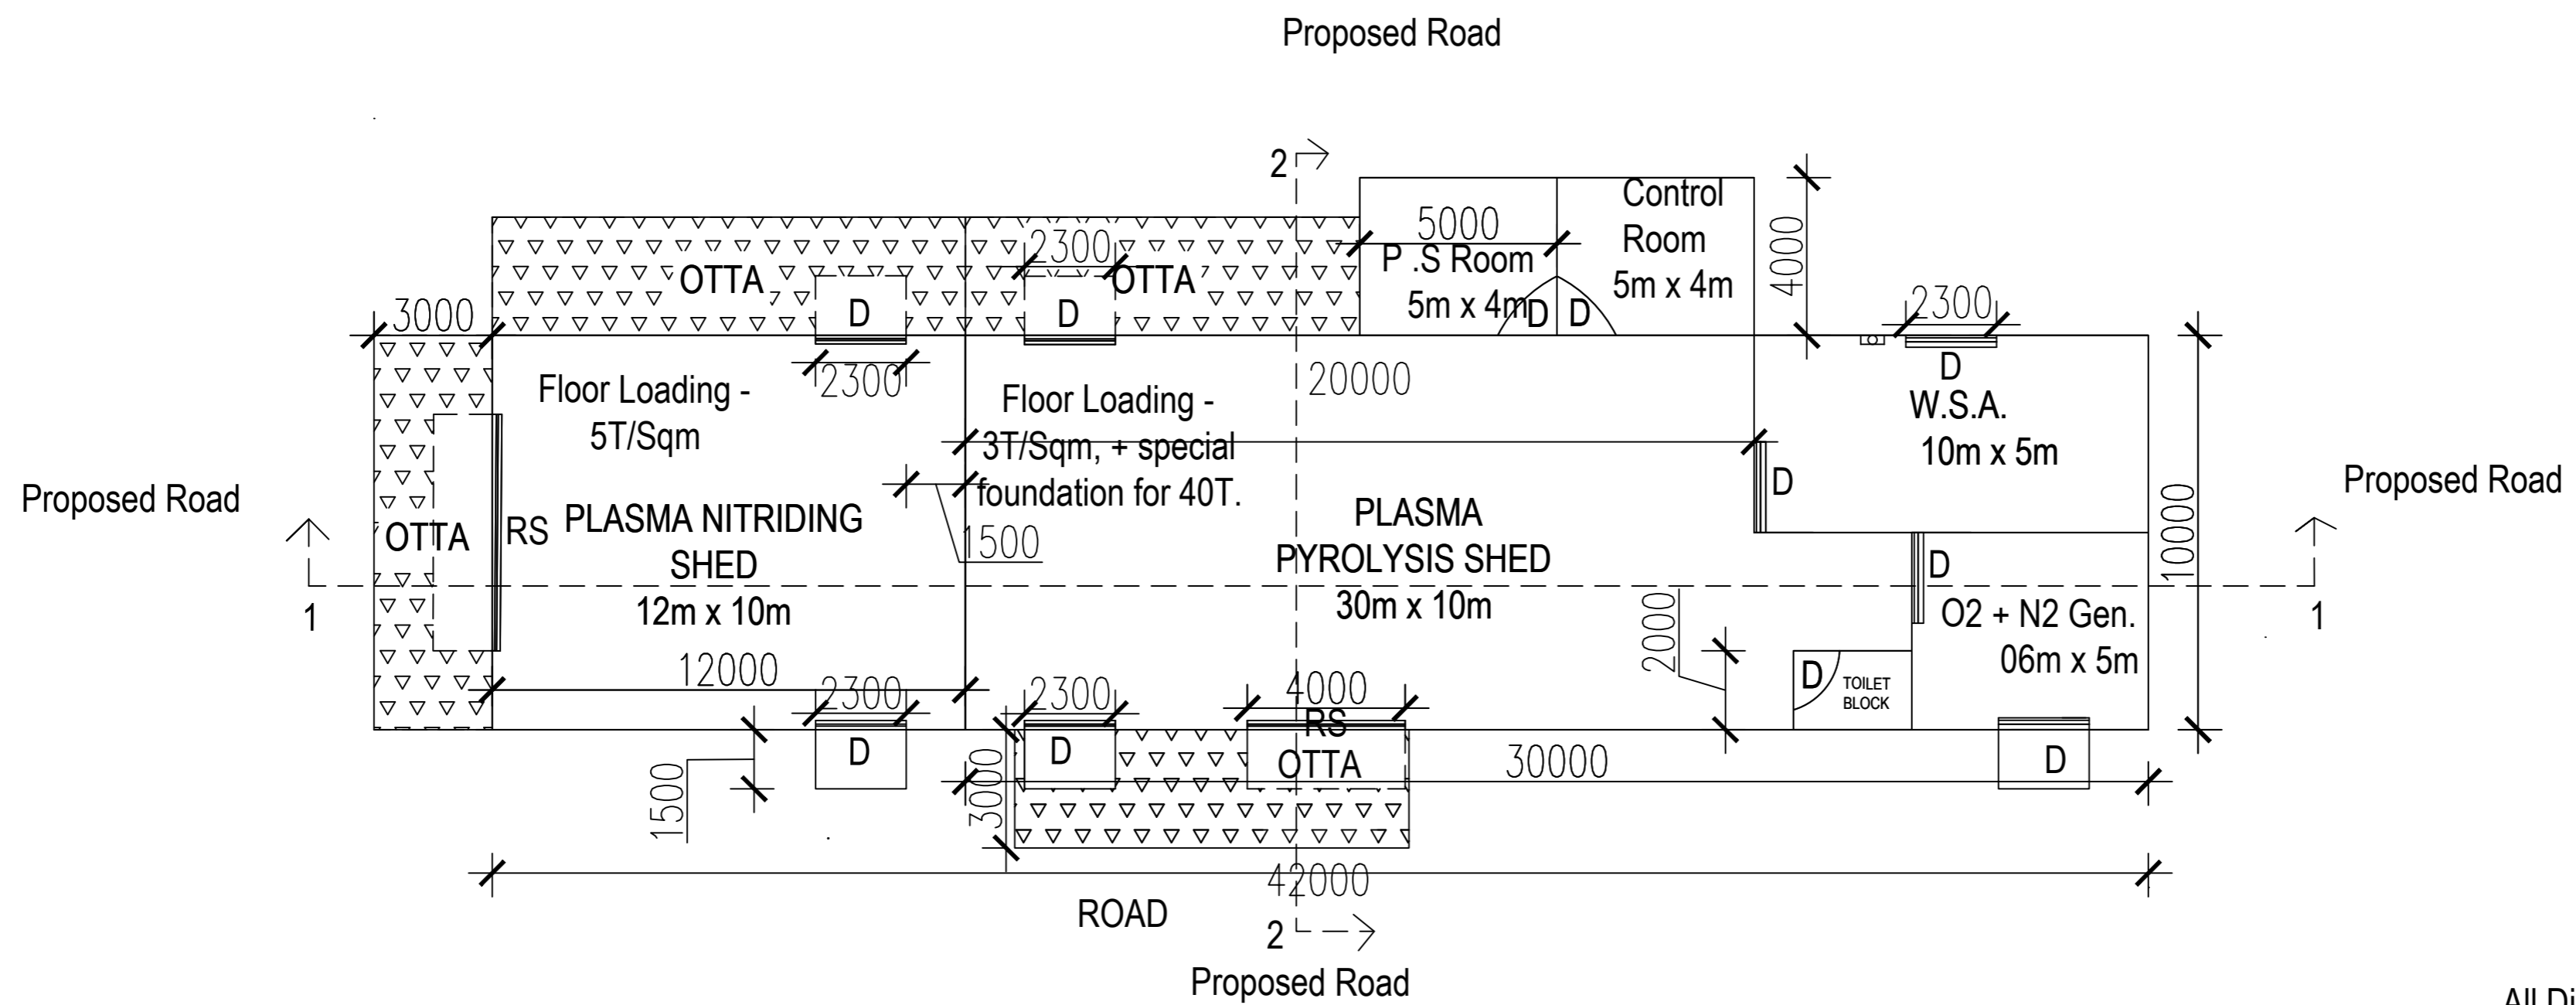 Proposed Road
2
Control
Room
5m x 4m
5000
P .S Room
5m x 4m
D
D
4000
2300
OTTA
OTTA
D
D
3000
2300
2300
D
20000
Floor Loading -
5T/Sqm
Floor Loading -
3T/Sqm, + special
foundation for 40T.
W.S.A.
10m x 5m
D
Proposed Road
Proposed Road
10000
OTTA
RS
PLASMA NITRIDING
SHED
12m x 10m
1500
PLASMA
PYROLYSIS SHED
30m x 10m
D
O2 + N2 Gen.
06m x 5m
1
1
2000
12000
2300
2300
4000
RS
D
TOILET
BLOCK
D
D
OTTA
30000
D
1500
3000
42000
ROAD
2
Proposed Road
All Di